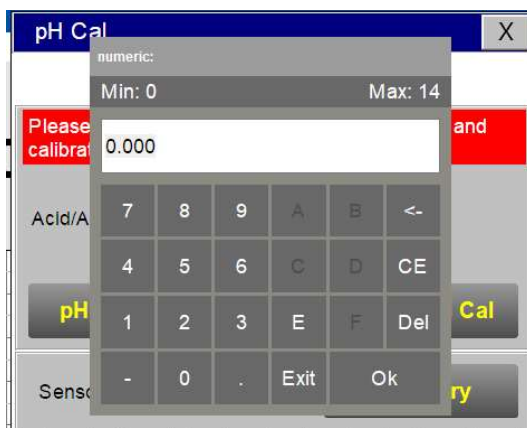 pH Cal X
numeric:
Min: 0 Max: 14
Please and
calibrat
0.000
7 8 9 A B <-
Acid/A
4 5 6 C D CE
pH 1 2 3 E F Del Cal
- 0 . Exit Ok
Senso ry